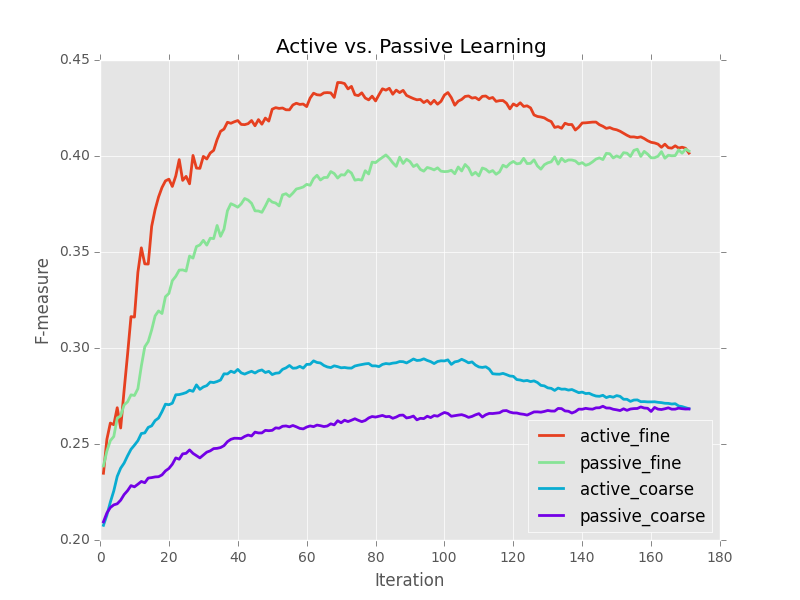 Active vs. Passive Learning
0.45
0.40
0.35
0.30
0.25
0.20
F-measure
0 20 40 60 80 100 120 140 160 180
Iteration
active_fine
passive_fine
active_coarse
passive_coarse